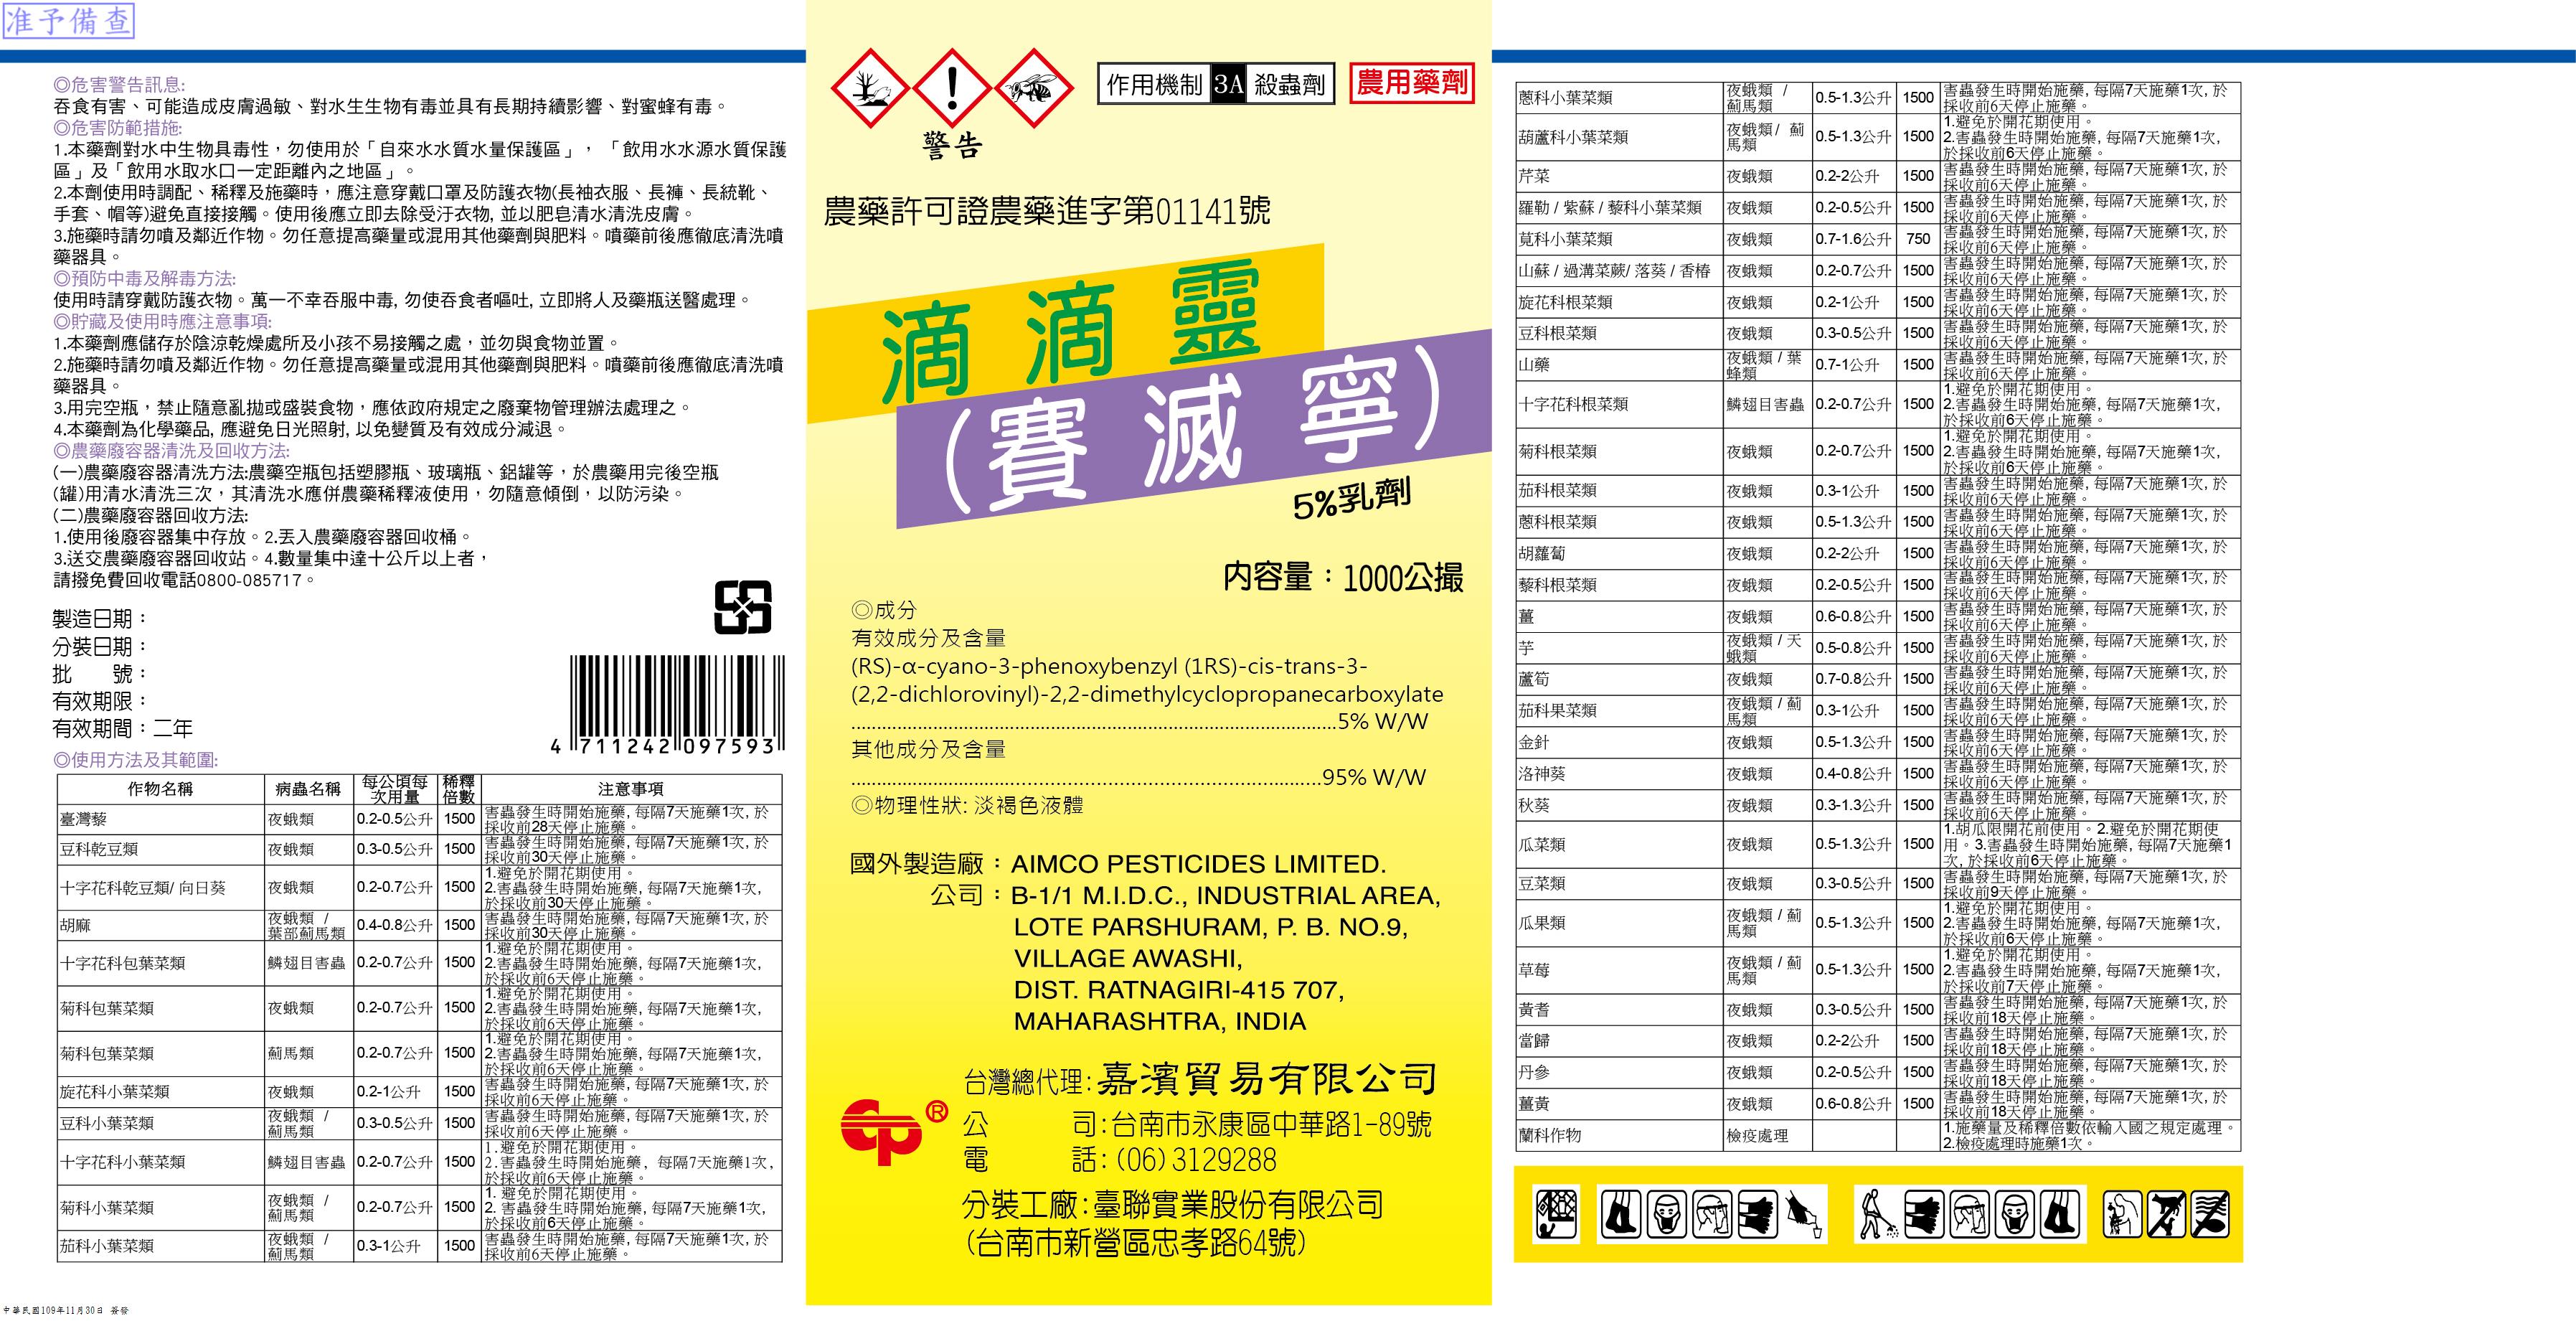 准予備查
◎危害警告訊息:
吞食有害、可能造成皮膚過敏、對水生生物有毒並具有長期持續影響、對蜜蜂有毒。
◎危害防範措施:
1.本藥劑對水中生物具毒性，勿使用於「自來水水質水量保護區」，「飲用水水源水質保護
區」及「飲用水取水口一定距離內之地區」。
2.本劑使用時調配、稀釋及施藥時，應注意穿戴口罩及防護衣物(長袖衣服、長褲、長統靴、
手套、帽等)避免直接接觸。使用後應立即去除受汙衣物, 並以肥皂清水清洗皮膚。
3.施藥時請勿噴及鄰近作物。勿任意提高藥量或混用其他藥劑與肥料。噴藥前後應徹底清洗噴
藥器具。
◎預防中毒及解毒方法:
使用時請穿戴防護衣物。萬一不幸吞服中毒, 勿使吞食者嘔吐, 立即將人及藥瓶送醫處理。
◎貯藏及使用時應注意事項:
1.本藥劑應儲存於陰涼乾燥處所及小孩不易接觸之處，並勿與食物並置。
2.施藥時請勿噴及鄰近作物。勿任意提高藥量或混用其他藥劑與肥料。噴藥前後應徹底清洗噴
藥器具。
3.用完空瓶，禁止隨意亂拋或盛裝食物，應依政府規定之廢棄物管理辦法處理之。
4.本藥劑為化學藥品, 應避免日光照射, 以免變質及有效成分減退。
◎農藥廢容器清洗及回收方法:
(一)農藥廢容器清洗方法:農藥空瓶包括塑膠瓶、玻璃瓶、鋁罐等，於農藥用完後空瓶
(罐)用清水清洗三次，其清洗水應併農藥稀釋液使用，勿隨意傾倒，以防污染。
(二)農藥廢容器回收方法:
1.使用後廢容器集中存放。2.丟入農藥廢容器回收桶。
3.送交農藥廢容器回收站。4.數量集中達十公斤以上者，
請撥免費回收電話0800-085717。
製造日期：
分裝日期：
批　　號：
有效期限：
有效期間：二年
4 711242 097593
◎使用方法及其範圍:
作物名稱 病蟲名稱 每公頃每次用量 稀釋倍數 注意事項
臺灣藜 夜蛾類 0.2-0.5公升 1500 害蟲發生時開始施藥, 每隔7天施藥1次, 於
採收前28天停止施藥。
豆科乾豆類 夜蛾類 0.3-0.5公升 1500 害蟲發生時開始施藥, 每隔7天施藥1次, 於
採收前30天停止施藥。
十字花科乾豆類/ 向日葵 夜蛾類 0.2-0.7公升 1500 1.避免於開花期使用。
2.害蟲發生時開始施藥, 每隔7天施藥1次,
於採收前30天停止施藥。
胡麻 夜蛾類 / 葉部薊馬類 0.4-0.8公升 1500 害蟲發生時開始施藥, 每隔7天施藥1次, 於
採收前30天停止施藥。
十字花科包葉菜類 鱗翅目害蟲 0.2-0.7公升 1500 1.避免於開花期使用。
2.害蟲發生時開始施藥, 每隔7天施藥1次,
於採收前6天停止施藥。
菊科包葉菜類 夜蛾類 0.2-0.7公升 1500 1.避免於開花期使用。
2.害蟲發生時開始施藥, 每隔7天施藥1次,
於採收前6天停止施藥。
菊科包葉菜類 薊馬類 0.2-0.7公升 1500 1.避免於開花期使用。
2.害蟲發生時開始施藥, 每隔7天施藥1次,
於採收前6天停止施藥。
旋花科小葉菜類 夜蛾類 0.2-1公升 1500 害蟲發生時開始施藥, 每隔7天施藥1次, 於
採收前6天停止施藥。
豆科小葉菜類 夜蛾類 / 薊馬類 0.3-0.5公升 1500 害蟲發生時開始施藥, 每隔7天施藥1次, 於
採收前6天停止施藥。
十字花科小葉菜類 鱗翅目害蟲 0.2-0.7公升 1500 1.避免於開花期使用。
2.害蟲發生時開始施藥, 每隔7天施藥1次,
於採收前6天停止施藥。
菊科小葉菜類 夜蛾類 / 薊馬類 0.2-0.7公升 1500 1. 避免於開花期使用。
2. 害蟲發生時開始施藥, 每隔7天施藥1次,
於採收前6天停止施藥。
茄科小葉菜類 夜蛾類 / 薊馬類 0.3-1公升 1500 害蟲發生時開始施藥, 每隔7天施藥1次, 於
採收前6天停止施藥。
中華民國109年11月30日 簽發
警告
作用機制 3A 殺蟲劑
農用藥劑
農藥許可證農藥進字第01141號
滴滴靈
(賽滅寧)
5%乳劑
內容量：1000公撮
◎成分
有效成分及含量
(RS)-α-cyano-3-phenoxybenzyl (1RS)-cis-trans-3-
(2,2-dichlorovinyl)-2,2-dimethylcyclopropanecarboxylate
..........5% W/W
其他成分及含量
..........95% W/W
◎物理性狀: 淡褐色液體
國外製造廠：AIMCO PESTICIDES LIMITED.
公司：B-1/1 M.I.D.C., INDUSTRIAL AREA,
LOTE PARSHURAM, P. B. NO.9,
VILLAGE AWASHI,
DIST. RATNAGIRI-415 707,
MAHARASHTRA, INDIA
台灣總代理:嘉濱貿易有限公司
CP ®
公　　　司:台南市永康區中華路1-89號
電　　　話:(06)3129288
分裝工廠:臺聯實業股份有限公司
(台南市新營區忠孝路64號)
蔥科小葉菜類 夜蛾類 / 薊馬類 0.5-1.3公升 1500 害蟲發生時開始施藥, 每隔7天施藥1次, 於
採收前6天停止施藥。
葫蘆科小葉菜類 夜蛾類/ 薊馬類 0.5-1.3公升 1500 1.避免於開花期使用。
2.害蟲發生時開始施藥, 每隔7天施藥1次,
於採收前6天停止施藥。
芹菜 夜蛾類 0.2-2公升 1500 害蟲發生時開始施藥, 每隔7天施藥1次, 於
採收前6天停止施藥。
羅勒 / 紫蘇 / 藜科小葉菜類 夜蛾類 0.2-0.5公升 1500 害蟲發生時開始施藥, 每隔7天施藥1次, 於
採收前6天停止施藥。
莧科小葉菜類 夜蛾類 0.7-1.6公升 750 害蟲發生時開始施藥, 每隔7天施藥1次, 於
採收前6天停止施藥。
山蘇 / 過溝菜蕨/ 落葵 / 香椿 夜蛾類 0.2-0.7公升 1500 害蟲發生時開始施藥, 每隔7天施藥1次, 於
採收前6天停止施藥。
旋花科根菜類 夜蛾類 0.2-1公升 1500 害蟲發生時開始施藥, 每隔7天施藥1次, 於
採收前6天停止施藥。
豆科根菜類 夜蛾類 0.3-0.5公升 1500 害蟲發生時開始施藥, 每隔7天施藥1次, 於
採收前6天停止施藥。
山藥 夜蛾類 / 葉蜂類 0.7-1公升 1500 害蟲發生時開始施藥, 每隔7天施藥1次, 於
採收前6天停止施藥。
十字花科根菜類 鱗翅目害蟲 0.2-0.7公升 1500 1.避免於開花期使用。
2.害蟲發生時開始施藥, 每隔7天施藥1次,
於採收前6天停止施藥。
菊科根菜類 夜蛾類 0.2-0.7公升 1500 1.避免於開花期使用。
2.害蟲發生時開始施藥, 每隔7天施藥1次,
於採收前6天停止施藥。
茄科根菜類 夜蛾類 0.3-1公升 1500 害蟲發生時開始施藥, 每隔7天施藥1次, 於
採收前6天停止施藥。
蔥科根菜類 夜蛾類 0.5-1.3公升 1500 害蟲發生時開始施藥, 每隔7天施藥1次, 於
採收前6天停止施藥。
胡蘿蔔 夜蛾類 0.2-2公升 1500 害蟲發生時開始施藥, 每隔7天施藥1次, 於
採收前6天停止施藥。
藜科根菜類 夜蛾類 0.2-0.5公升 1500 害蟲發生時開始施藥, 每隔7天施藥1次, 於
採收前6天停止施藥。
薑 夜蛾類 0.6-0.8公升 1500 害蟲發生時開始施藥, 每隔7天施藥1次, 於
採收前6天停止施藥。
芋 夜蛾類 / 天蛾類 0.5-0.8公升 1500 害蟲發生時開始施藥, 每隔7天施藥1次, 於
採收前6天停止施藥。
蘆筍 夜蛾類 0.7-0.8公升 1500 害蟲發生時開始施藥, 每隔7天施藥1次, 於
採收前6天停止施藥。
茄科果菜類 夜蛾類 / 薊馬類 0.3-1公升 1500 害蟲發生時開始施藥, 每隔7天施藥1次, 於
採收前6天停止施藥。
金針 夜蛾類 0.5-1.3公升 1500 害蟲發生時開始施藥, 每隔7天施藥1次, 於
採收前6天停止施藥。
洛神葵 夜蛾類 0.4-0.8公升 1500 害蟲發生時開始施藥, 每隔7天施藥1次, 於
採收前6天停止施藥。
秋葵 夜蛾類 0.3-1.3公升 1500 害蟲發生時開始施藥, 每隔7天施藥1次, 於
採收前6天停止施藥。
瓜菜類 夜蛾類 0.5-1.3公升 1500 1.胡瓜限開花前使用。2.避免於開花期使
用。3.害蟲發生時開始施藥, 每隔7天施藥1
次, 於採收前6天停止施藥。
豆菜類 夜蛾類 0.3-0.5公升 1500 害蟲發生時開始施藥, 每隔7天施藥1次, 於
採收前9天停止施藥。
瓜果類 夜蛾類 / 薊馬類 0.5-1.3公升 1500 1.避免於開花期使用。
2.害蟲發生時開始施藥, 每隔7天施藥1次,
於採收前6天停止施藥。
草莓 夜蛾類 / 薊馬類 0.5-1.3公升 1500 1.避免於開花期使用。
2.害蟲發生時開始施藥, 每隔7天施藥1次,
於採收前7天停止施藥。
黃耆 夜蛾類 0.3-0.5公升 1500 害蟲發生時開始施藥, 每隔7天施藥1次, 於
採收前18天停止施藥。
當歸 夜蛾類 0.2-2公升 1500 害蟲發生時開始施藥, 每隔7天施藥1次, 於
採收前18天停止施藥。
丹參 夜蛾類 0.2-0.5公升 1500 害蟲發生時開始施藥, 每隔7天施藥1次, 於
採收前18天停止施藥。
薑黃 夜蛾類 0.6-0.8公升 1500 害蟲發生時開始施藥, 每隔7天施藥1次, 於
採收前18天停止施藥。
蘭科作物 檢疫處理 1.施藥量及稀釋倍數依輸入國之規定處理。
2.檢疫處理時施藥1次。